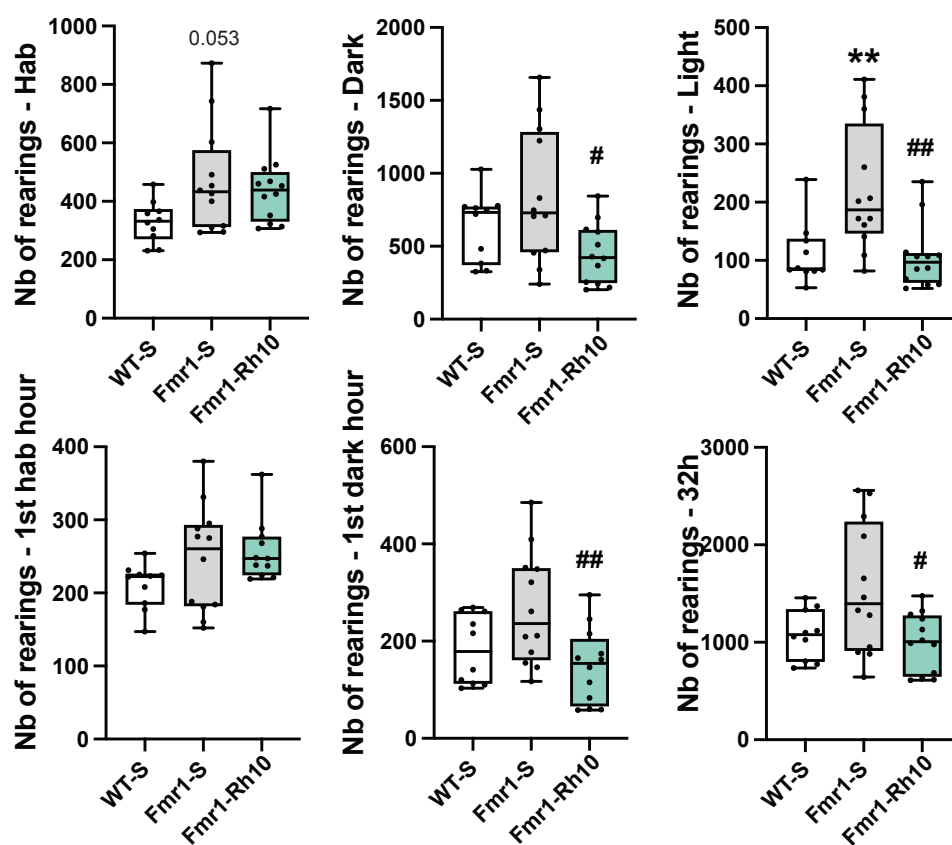 Nb of rearings - Hab
1000
800
600
400
200
0
0.053
WT-S
Fmr1-S
Fmr1-Rh10
Nb of rearings - Dark
2000
1500
1000
500
0
#
WT-S
Fmr1-S
Fmr1-Rh10
Nb of rearings - Light
500
400
300
200
100
0
**
##
WT-S
Fmr1-S
Fmr1-Rh10
Nb of rearings - 1st hab hour
400
300
200
100
0
WT-S
Fmr1-S
Fmr1-Rh10
Nb of rearings - 1st dark hour
600
400
200
0
##
WT-S
Fmr1-S
Fmr1-Rh10
Nb of rearings - 32h
3000
2000
1000
0
#
WT-S
Fmr1-S
Fmr1-Rh10